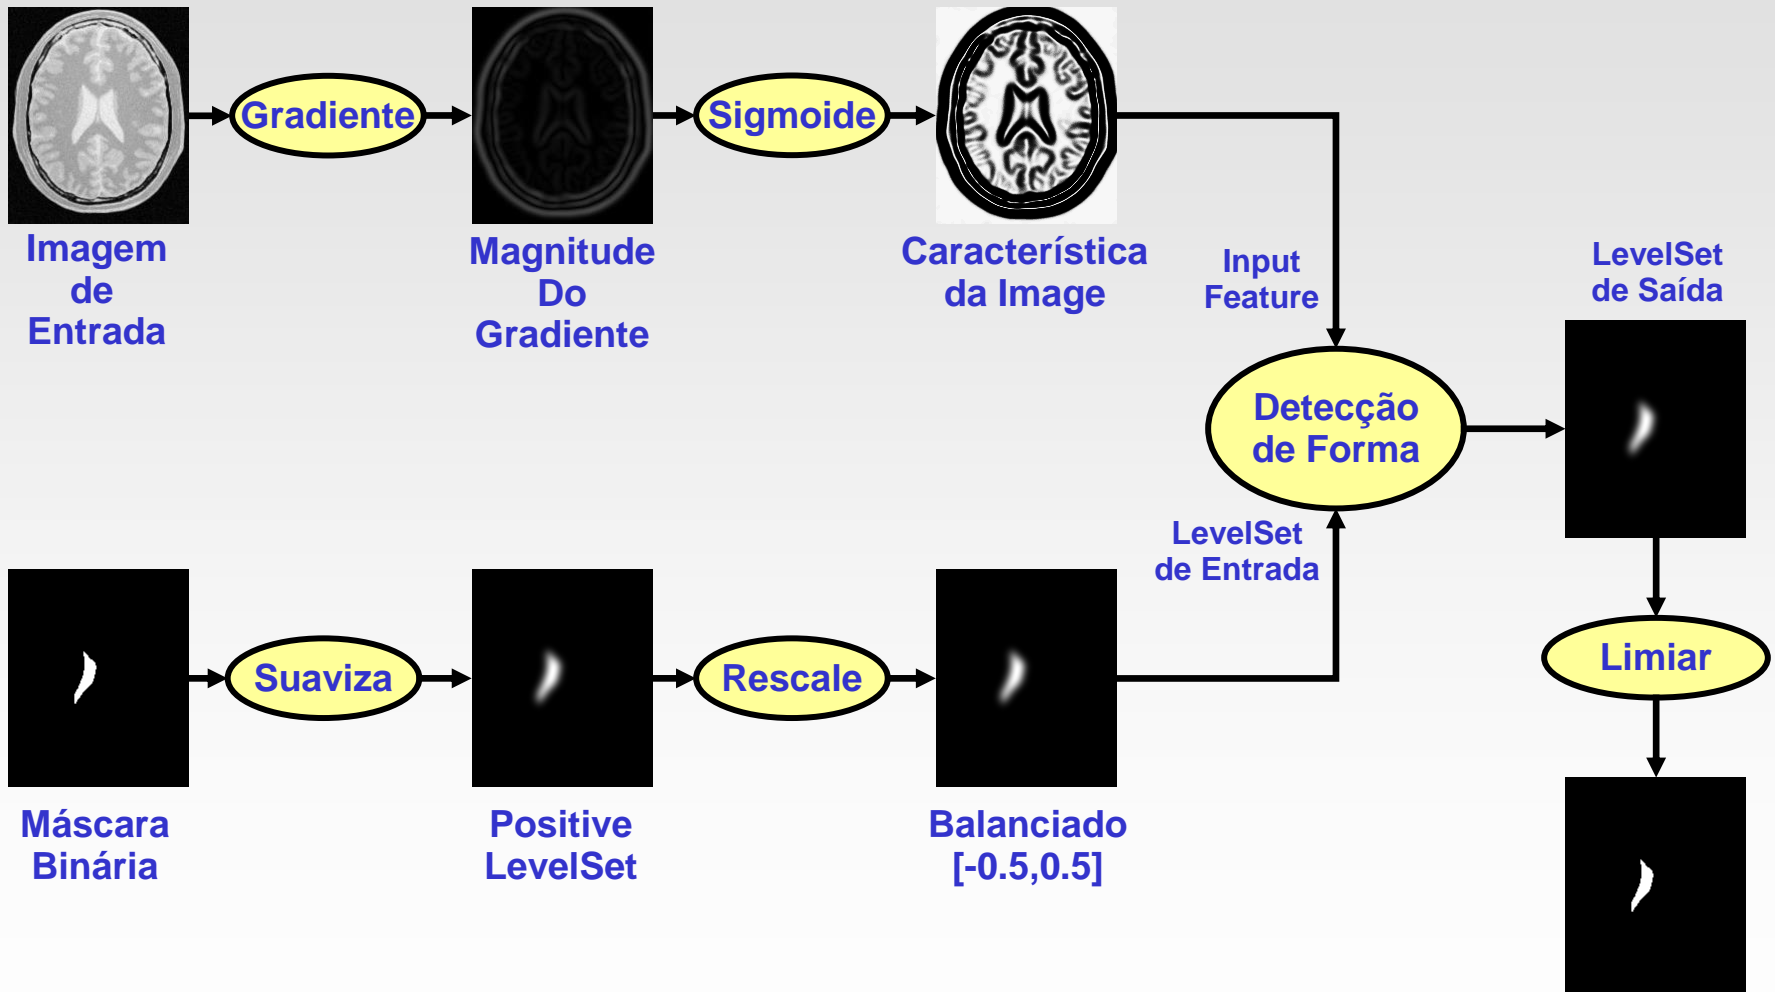 Gradiente
Sigmoide
Imagem
de
Entrada
Magnitude
Do
Gradiente
Característica
da Image
Input
Feature
LevelSet
de Saída
Detecção
de Forma
LevelSet
de Entrada
Suaviza
Rescale
Limiar
Máscara
Binária
Positive
LevelSet
Balanciado
[-0.5,0.5]